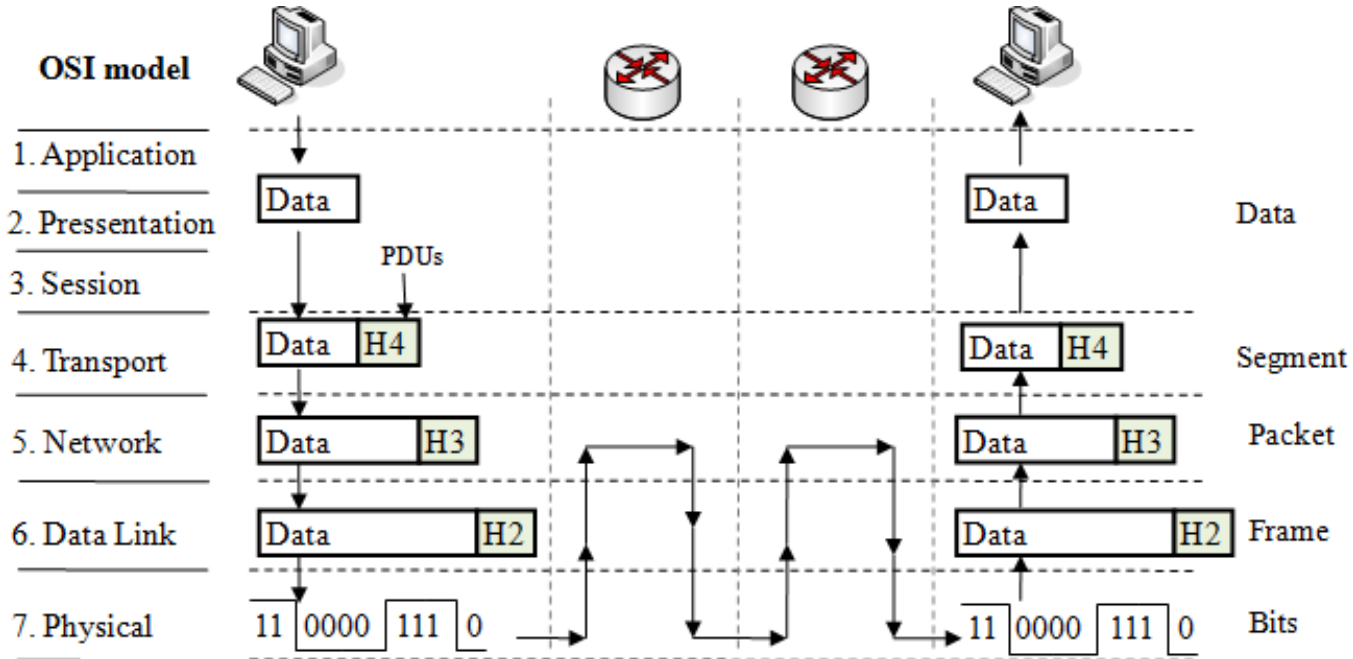 OSI model
1. Application
Data
Data
2. Pressentation
Data
PDUs
3. Session
Data H4
Data H4
4. Transport
Segment
5. Network
Data H3
Data H3
Packet
6. Data Link
Data H2
Data H2
Frame
7. Physical
11 0000 111 0
11 0000 111 0
Bits